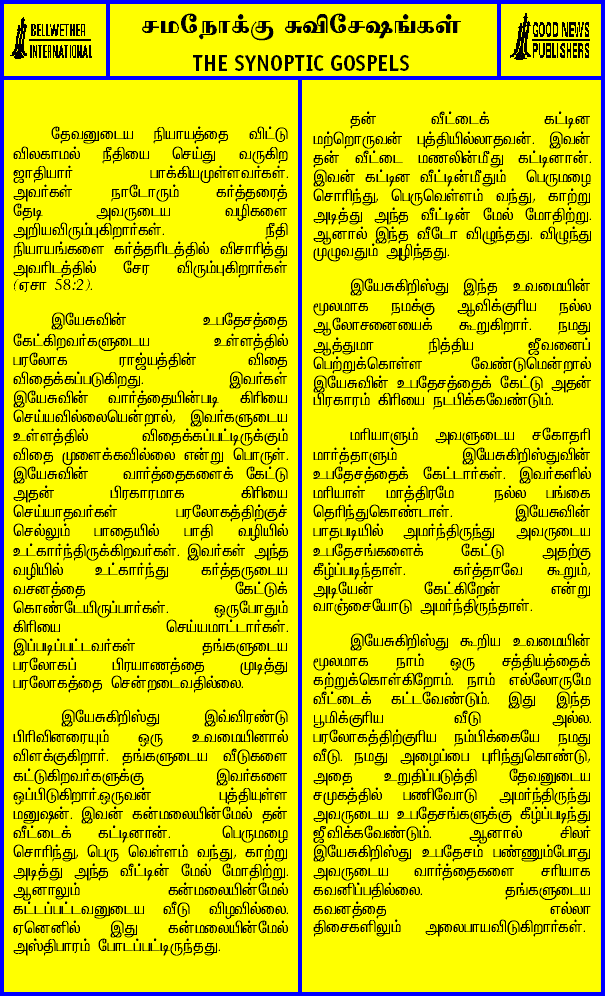 BELLWETHER
INTERNATIONAL
சமநோக்கு சுவிசேஷங்கள்
THE SYNOPTIC GOSPELS
GOOD NEWS
PUBLISHERS
தேவனுடைய நியாயத்தை விட்டு
விலகாமல் நீதியை செய்து வருகிற
ஜாதியார் பாக்கியமுள்ளவர்கள்.
அவர்கள் நாடோரும் கர்த்தரைத்
தேடி அவருடைய வழிகளை
அறியவிரும்புகிறார்கள். நீதி
நியாயங்களை கர்த்தரிடத்தில் விசாரித்து
அவரிடத்தில் சேர விரும்புகிறார்கள்
(ஏசா 58:2).
இயேசுவின் உபதேசத்தை
கேட்கிறவர்களுடைய உள்ளத்தில்
பரலோக ராஜ்யத்தின் விதை
விதைக்கப்படுகிறது. இவர்கள்
இயேசுவின் வார்த்தையின்படி கிரியை
செய்யவில்லையென்றால், இவர்களுடைய
உள்ளத்தில் விதைக்கப்பட்டிருக்கும்
விதை முளைக்கவில்லை என்று பொருள்.
இயேசுவின் வார்த்தைகளைக் கேட்டு
அதன் பிரகாரமாக கிரியை
செய்யாதவர்கள் பரலோகத்திற்குச்
செல்லும் பாதையில் பாதி வழியில்
உட்கார்ந்திருக்கிறவர்கள். இவர்கள் அந்த
வழியில் உட்கார்ந்து கர்த்தருடைய
வசனத்தை கேட்டுக்
கொண்டேயிருப்பார்கள். ஒருபோதும்
கிரியை செய்யமாட்டார்கள்.
இப்படிப்பட்டவர்கள் தங்களுடைய
பரலோகப் பிரயாணத்தை முடித்து
பரலோகத்தை சென்றடைவதில்லை.
இயேசுகிறிஸ்து இவ்விரண்டு
பிரிவினரையும் ஒரு உவமையினால்
விளக்குகிறார். தங்களுடைய வீடுகளை
கட்டுகிறவர்களுக்கு இவர்களை
ஒப்பிடுகிறார்.ஒருவன் புத்தியுள்ள
மனுஷன். இவன் கன்மலையின்மேல் தன்
வீட்டைக் கட்டினான். பெருமழை
சொரிந்து, பெரு வெள்ளம் வந்து, காற்று
அடித்து அந்த வீட்டின் மேல் மோதிற்று.
ஆனாலும் கன்மலையின்மேல்
கட்டப்பட்டவனுடைய வீடு விழவில்லை.
ஏனெனில் இது கன்மலையின்மேல்
அஸ்திபாரம் போடப்பட்டிருந்தது.
தன் வீட்டைக் கட்டின
மற்றொருவன் புத்தியில்லாதவன். இவன்
தன் வீட்டை மணலின்மீது கட்டினான்.
இவன் கட்டின வீட்டின்மீதும் பெருமழை
சொரிந்து, பெருவெள்ளம் வந்து, காற்று
அடித்து அந்த வீட்டின் மேல் மோதிற்று.
ஆனால் இந்த வீடோ விழுந்தது. விழுந்து
முழுவதும் அழிந்தது.
இயேசுகிறிஸ்து இந்த உவமையின்
மூலமாக நமக்கு ஆவிக்குரிய நல்ல
ஆலோசனையைக் கூறுகிறார். நமது
ஆத்துமா நித்திய ஜீவனைப்
பெற்றுக்கொள்ள வேண்டுமென்றால்
இயேசுவின் உபதேசத்தைக் கேட்டு அதன்
பிரகாரம் கிரியை நடபிக்கவேண்டும்.
மரியாளும் அவளுடைய சகோதரி
மார்த்தாளும் இயேசுகிறிஸ்துவின்
உபதேசத்தைக் கேட்டார்கள். இவர்களில்
மரியாள் மாத்திரமே நல்ல பங்கை
தெரிந்துகொண்டாள். இயேசுவின்
பாதபடியில் அமர்ந்திருந்து அவருடைய
உபதேசங்களைக் கேட்டு அதற்கு
கீழ்ப்படிந்தாள். கர்த்தாவே கூறும்,
அடியேன் கேட்கிறேன் என்று
வாஞ்சையோடு அமர்ந்திருந்தாள்.
இயேசுகிறிஸ்து கூறிய உவமையின்
மூலமாக நாம் ஒரு சத்தியத்தைக்
கற்றுக்கொள்கிறோம். நாம் எல்லோருமே
வீட்டைக் கட்டவேண்டும். இது இந்த
பூமிக்குரிய வீடு அல்ல.
பரலோகத்திற்குரிய நம்பிக்கையே நமது
வீடு. நமது அழைப்பை புரிந்துகொண்டு,
அதை உறுதிப்படுத்தி தேவனுடைய
சமுகத்தில் பணிவோடு அமர்ந்திருந்து
அவருடைய உபதேசங்களுக்கு கீழ்ப்படிந்து
ஜீவிக்கவேண்டும். ஆனால் சிலர்
இயேசுகிறிஸ்து உபதேசம் பண்ணும்போது
அவருடைய வார்த்தைகளை சரியாக
கவனிப்பதில்லை. தங்களுடைய
கவனத்தை எல்லா
திசைகளிலும் அலைபாயவிடுகிறார்கள்.